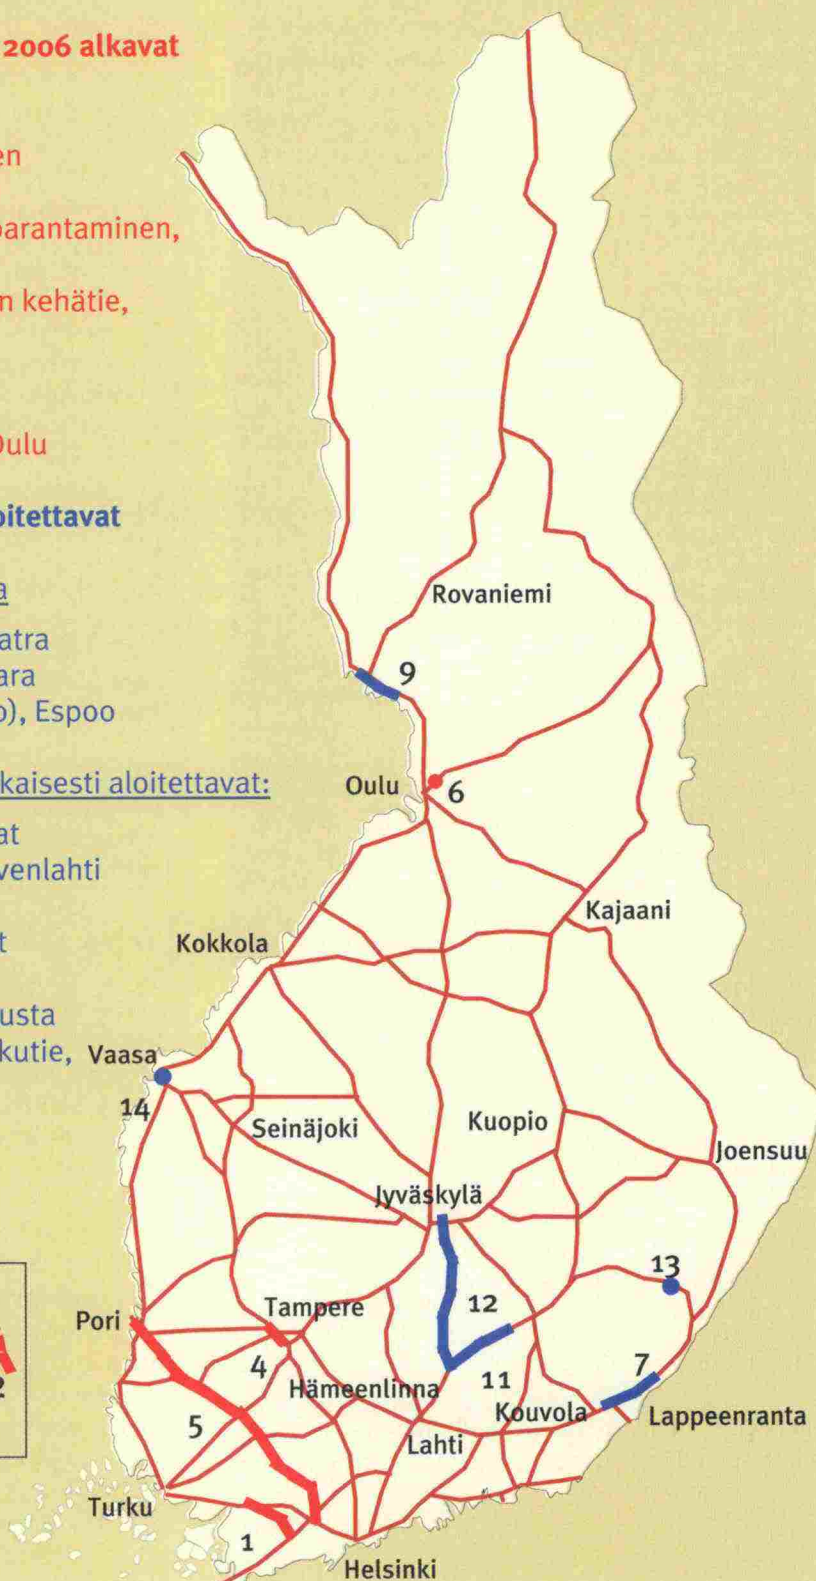 2006 alkavat
en
parantaminen,
n kehätie,
Oulu
oitettavat
a
atra
ara
o), Espoo
kaisesti aloitettavat:
at
venlahti
t
usta
kutie,
2
Rovaniemi
9
Oulu
6
Kajaani
Kokkola
Vaasa
14
Seinäjoki
Kuopio
Joensuu
Jyväskylä
13
12
Pori
Tampere
4
7
Hämeenlinna
11
5
Kouvola
Lappeenranta
Lahti
Turku
1
Helsinki